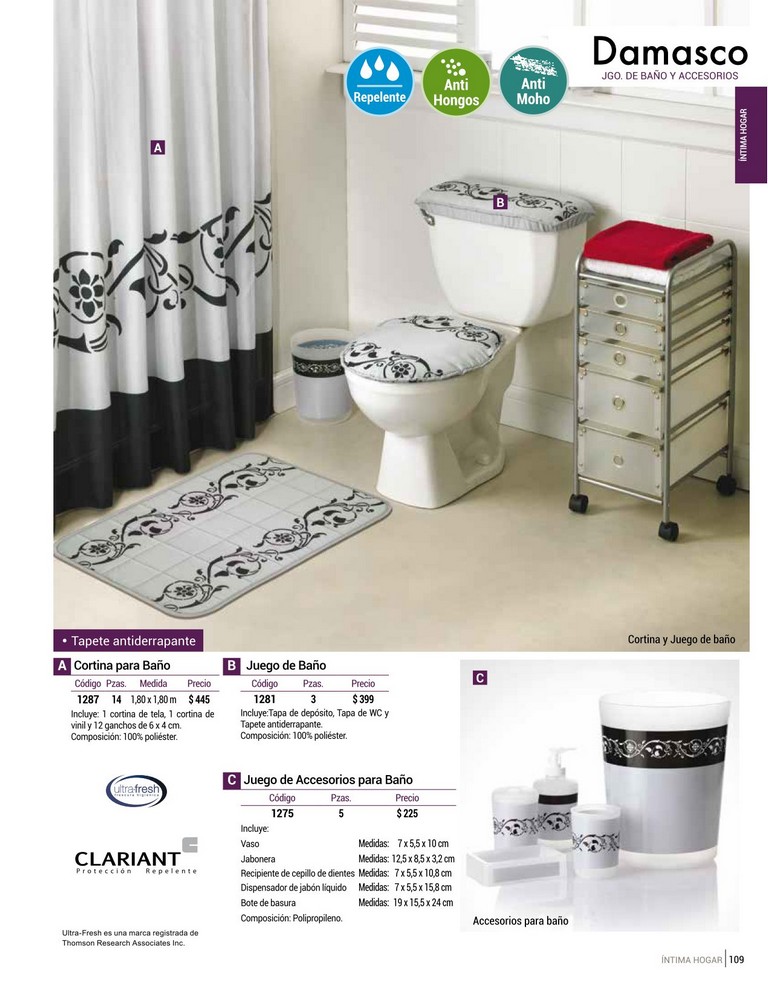 Damasco
JGO. DE BAÑO Y ACCESORIOS
ÍNTIMA HOGAR
Repelente
Anti
Hongos
Anti
Moho
A
B
• Tapete antiderrapante
Cortina y Juego de baño
A Cortina para Baño
Código Pzas. Medida Precio
1287 14 1,80 x 1,80 m $ 445
Incluye: 1 cortina de tela, 1 cortina de
vinil y 12 ganchos de 6 x 4 cm.
Composición: 100% poliéster.
B Juego de Baño
Código Pzas. Precio
1281 3 $ 399
Incluye:Tapa de depósito, Tapa de WC y
Tapete antiderrapante.
Composición: 100% poliéster.
ultrafresh
CLARIANT
Protección Repelente
Ultra-Fresh es una marca registrada de
Thomson Research Associates Inc.
C Juego de Accesorios para Baño
Código Pzas. Precio
1275 5 $ 225
Incluye:
Vaso Medidas: 7 x 5,5 x 10 cm
Jabonera Medidas: 12,5 x 8,5 x 3,2 cm
Recipiente de cepillo de dientes Medidas: 7 x 5,5 x 10,8 cm
Dispensador de jabón líquido Medidas: 7 x 5,5 x 15,8 cm
Bote de basura Medidas: 19 x 15,5 x 24 cm
Composición: Polipropileno.
C
Accesorios para baño
ÍNTIMA HOGAR 109